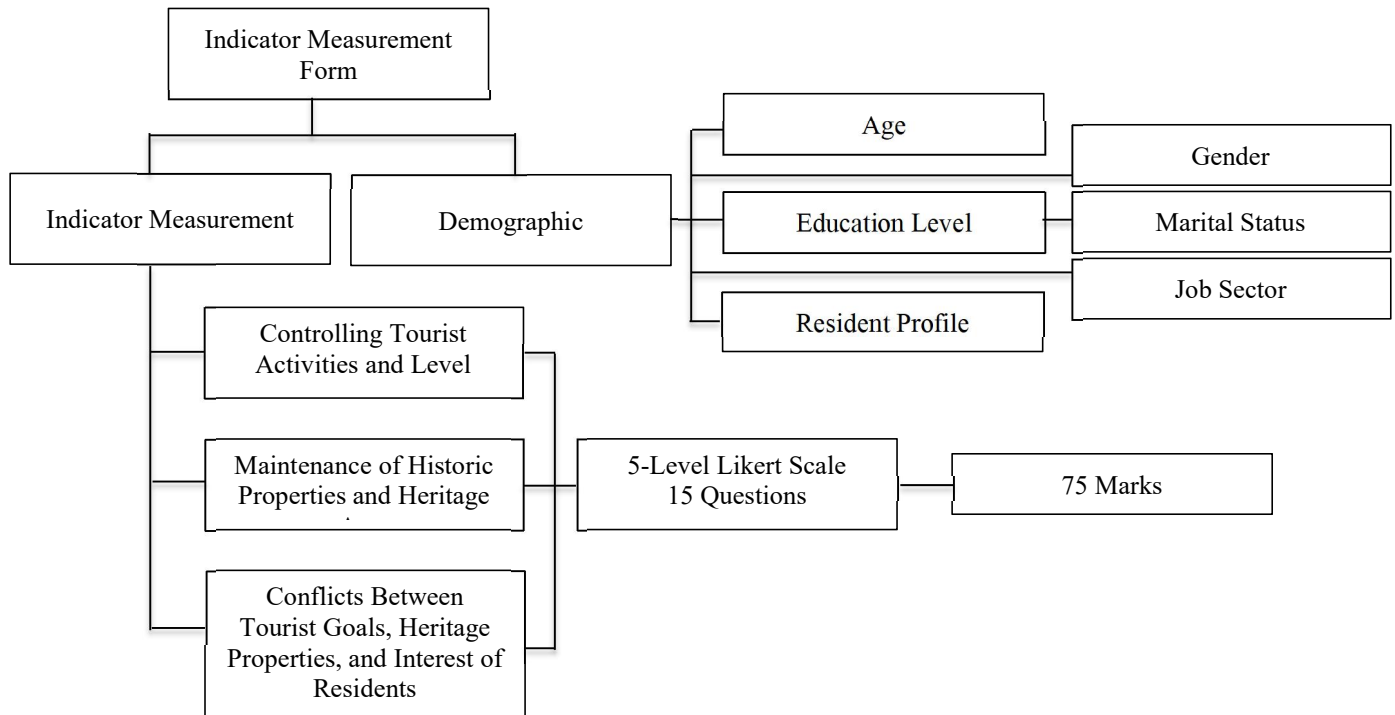 Indicator Measurement
Form
Indicator Measurement
Demographic
Age
Gender
Education Level
Marital Status
Job Sector
Resident Profile
Controlling Tourist
Activities and Level
Maintenance of Historic
Properties and Heritage
Conflicts Between
Tourist Goals, Heritage
Properties, and Interest of
Residents
5-Level Likert Scale
15 Questions
75 Marks